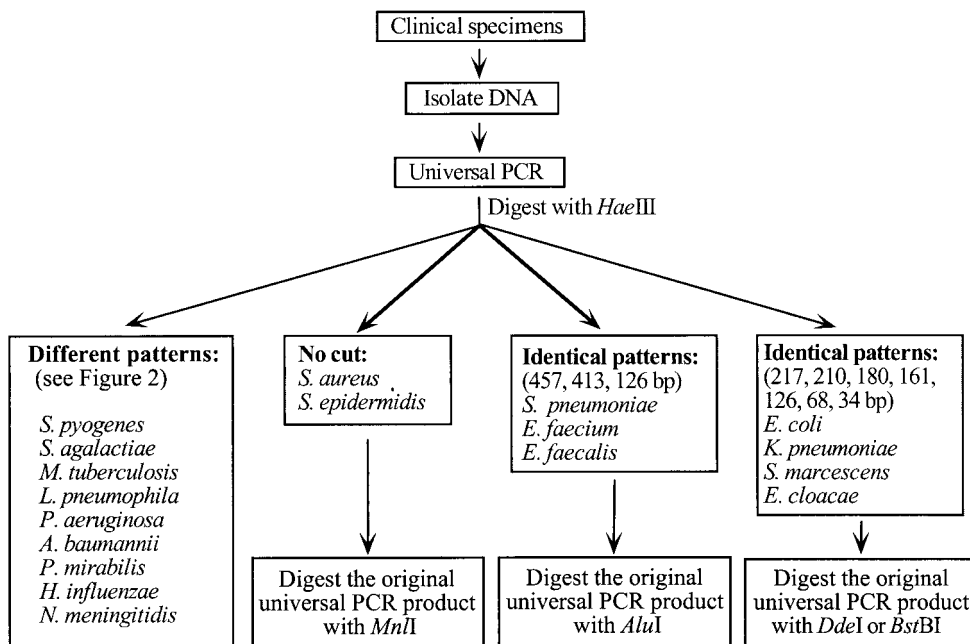 Clinical specimens
Isolate DNA
Universal PCR
Digest with HaeIII
Different patterns:
(see Figure 2)
S. pyogenes
S. agalactiae
M. tuberculosis
L. pneumophila
P. aeruginosa
A. baumannii
P. mirabilis
H. influenzae
N. meningitidis
No cut:
S. aureus
S. epidermidis
Digest the original
universal PCR product
with MnlI
Identical patterns:
(457, 413, 126 bp)
S. pneumoniae
E. faecium
E. faecalis
Digest the original
universal PCR product
with AluI
Identical patterns:
(217, 210, 180, 161,
126, 68, 34 bp)
E. coli
K. pneumoniae
S. marcescens
E. cloacae
Digest the original
universal PCR product
with DdeI or BstBI